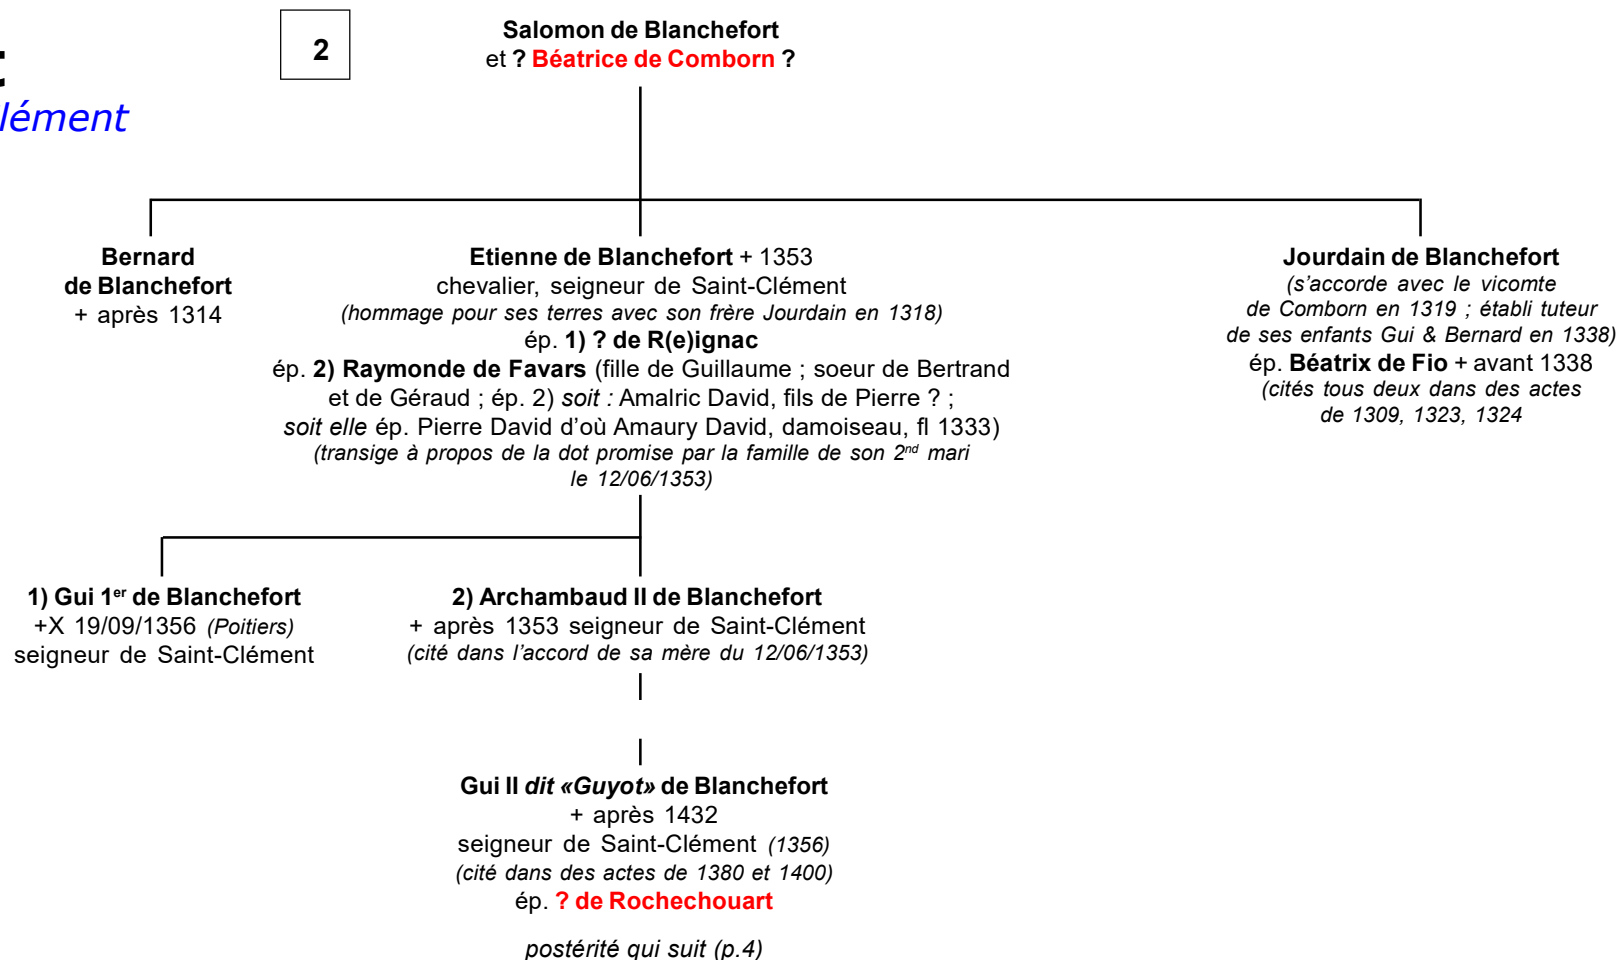 t
lément
2
Salomon de Blanchefort
et ? Béatrice de Comborn ?
Bernard
de Blanchefort
+ après 1314
Etienne de Blanchefort + 1353
chevalier, seigneur de Saint-Clément
(hommage pour ses terres avec son frère Jourdain en 1318)
ép. 1) ? de R(e)ignac
ép. 2) Raymonde de Favars (fille de Guillaume ; soeur de Bertrand
et de Géraud ; ép. 2) soit : Amalric David, fils de Pierre ? ;
soit elle ép. Pierre David d'où Amaury David, damoiseau, fl 1333)
(transige à propos de la dot promise par la famille de son 2nd mari
le 12/06/1353)
Jourdain de Blanchefort
(s'accorde avec le vicomte
de Comborn en 1319 ; établi tuteur
de ses enfants Gui & Bernard en 1338)
ép. Béatrix de Fio + avant 1338
(cités tous deux dans des actes
de 1309, 1323, 1324
1) Gui 1er de Blanchefort
+X 19/09/1356 (Poitiers)
seigneur de Saint-Clément
2) Archambaud II de Blanchefort
+ après 1353 seigneur de Saint-Clément
(cité dans l'accord de sa mère du 12/06/1353)
Gui II dit «Guyot» de Blanchefort
+ après 1432
seigneur de Saint-Clément (1356)
(cité dans des actes de 1380 et 1400)
ép. ? de Rochechouart
postérité qui suit (p.4)